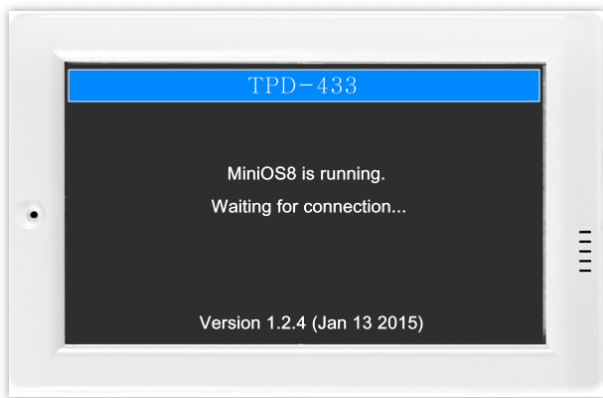 TPD-433
MiniOS8 is running.
Waiting for connection...
Version 1.2.4 (Jan 13 2015)